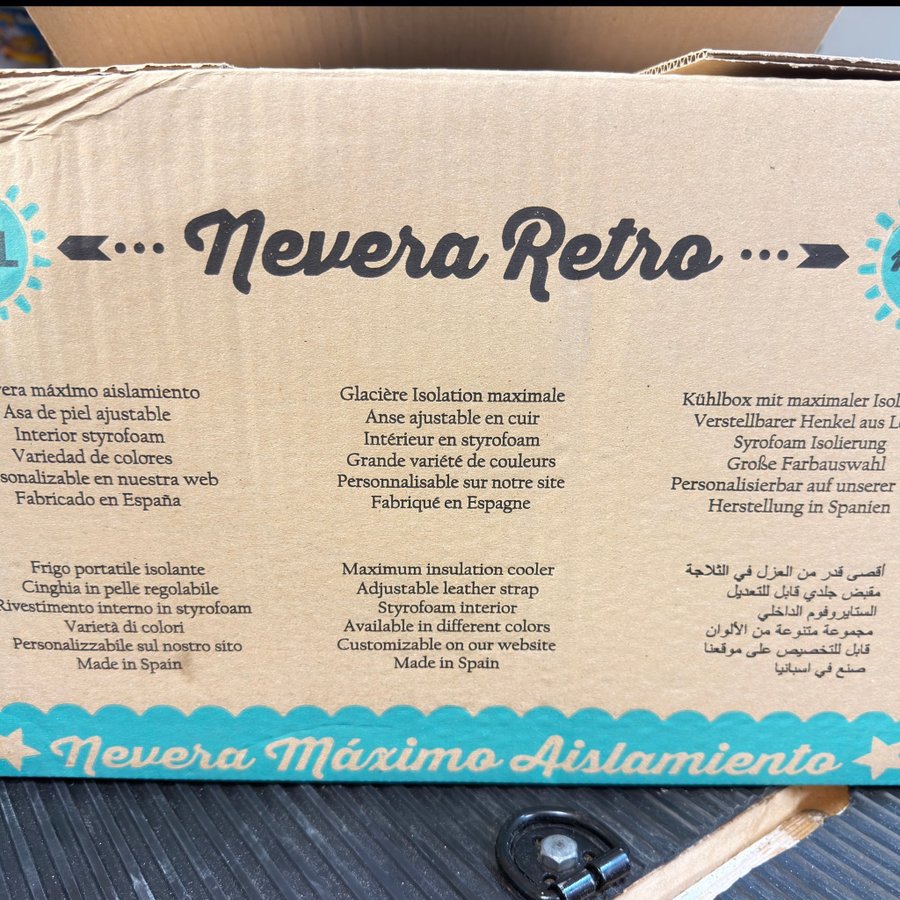 Nevera Retro
máximo aislamiento
Asa de piel ajustable
Interior styrofoam
Variedad de colores
en nuestra web
Fabricado en España
Glacière Isolation maximale
Anse ajustable en cuir
Intérieur en styrofoam
Grande variété de couleurs
Personnalisable sur notre site
Fabriqué en Espagne
Kühlbox mit maximaler
Verstellbarer Henkel aus
Syrofoam Isolierung
Große Farbauswahl
Personalisierbar auf unserer
Herstellung in Spanien
Frigo portatile isolante
Cinghia in pelle regolabile
Rivestimento interno in styrofoam
Varietà di colori
Personalizzabile sul nostro sito
Made in Spain
Maximum insulation cooler
Adjustable leather strap
Styrofoam interior
Available in different colors
Customizable on our website
Made in Spain
أقصى قدر من العزل في الثلاجة
مقبض جلدي قابل للتعديل
الستايروفوم الداخلي
مجموعة متنوعة من الألوان
قابل للتخصيص على موقعنا
صنع في اسبانيا
Nevera Máximo Aislamiento